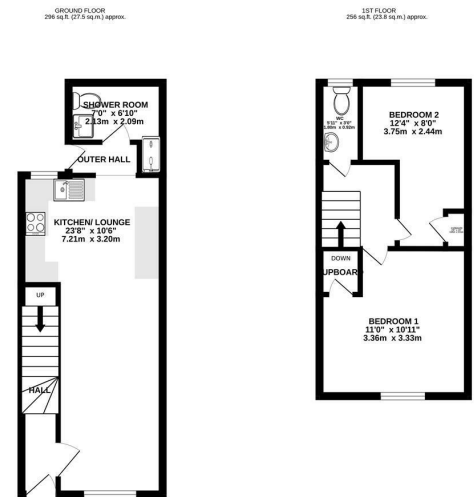 GROUND FLOOR
296 sq.ft. (27.5 sq.m.) approx.
SHOWER ROOM
7'0" x 6'10"
2.13m x 2.09m
OUTER HALL
KITCHEN/ LOUNGE
23'8" x 10'6"
7.21m x 3.20m
UP
HALL
1ST FLOOR
256 sq.ft. (23.8 sq.m.) approx.
WC
BEDROOM 2
12'4" x 8'0"
3.75m x 2.44m
DOWN
UPBOARD
BEDROOM 1
11'0" x 10'11"
3.36m x 3.33m